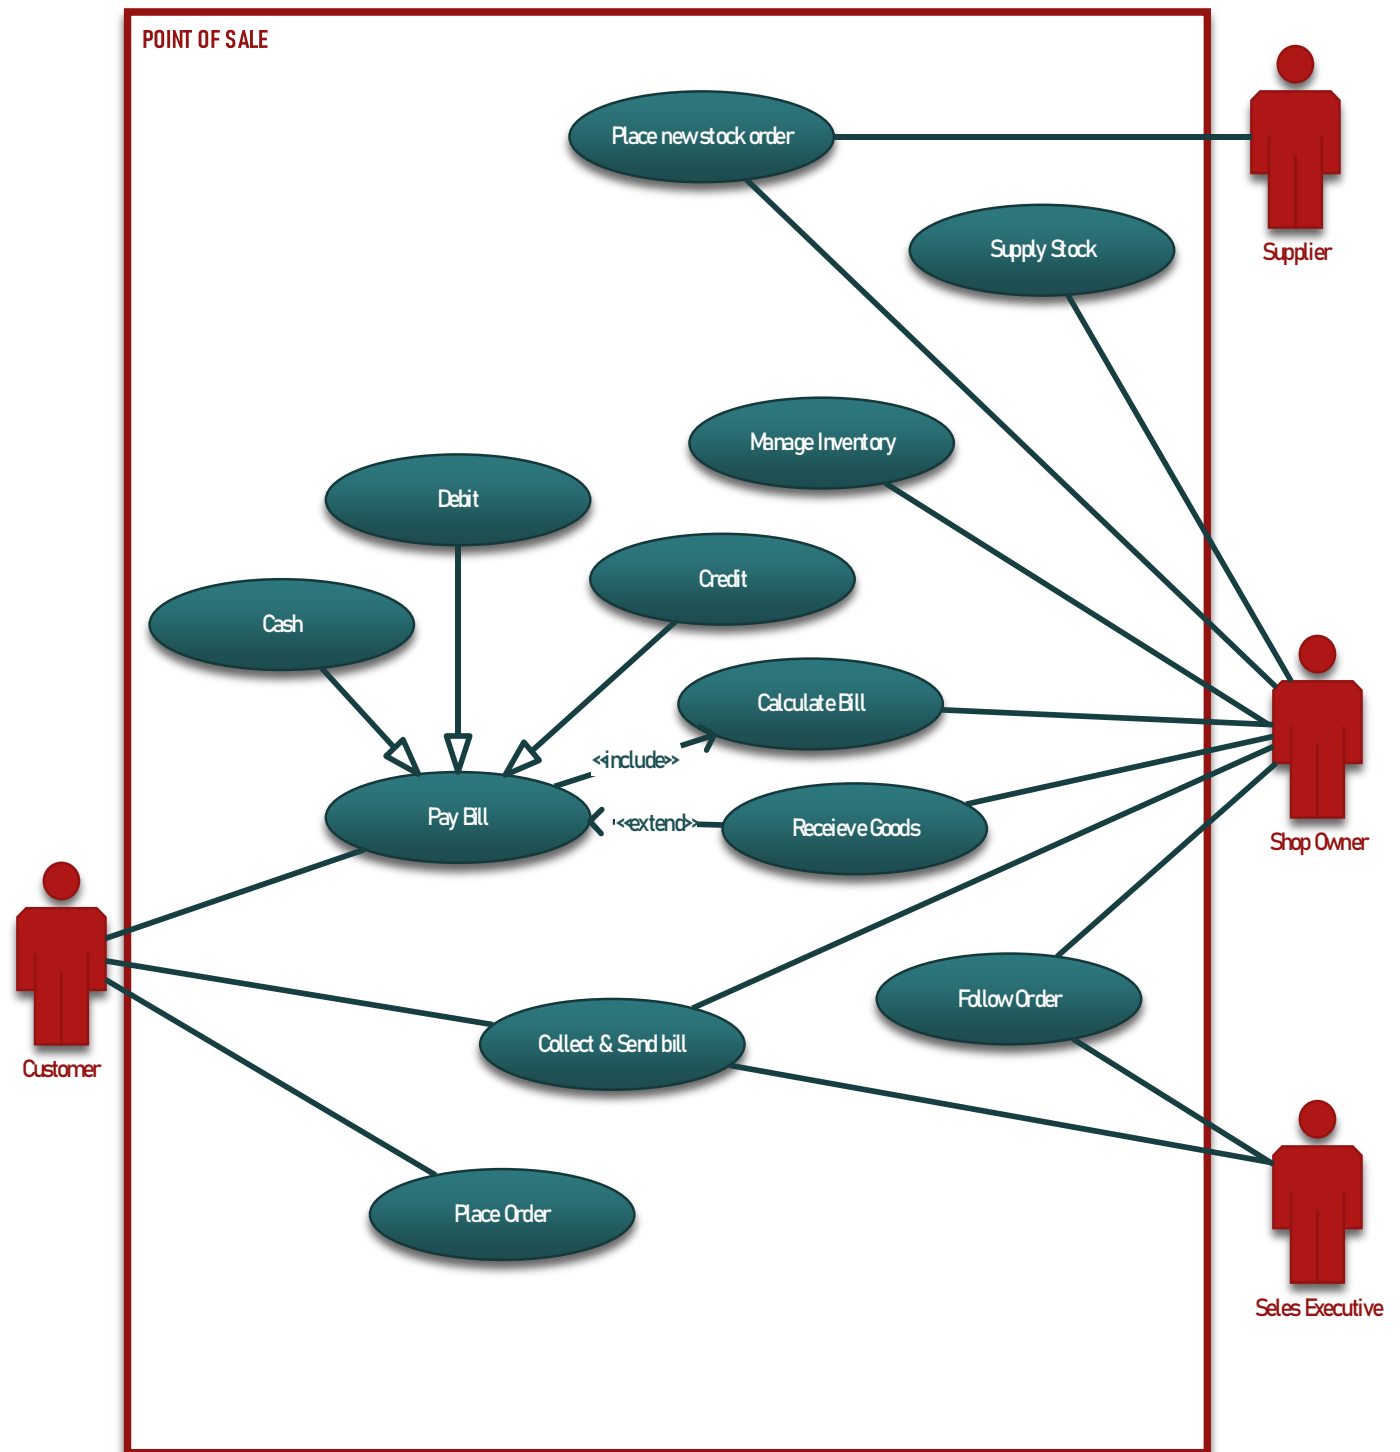 POINT OF SALE
Place new stock order
Supply Stock
Supplier
Manage Inventory
Debit
Credit
Cash
Calculate Bill
<<include>>
Pay Bill
<<extend>>
Receieve Goods
Shop Owner
Follow Order
Collect & Send bill
Customer
Place Order
Seles Executive